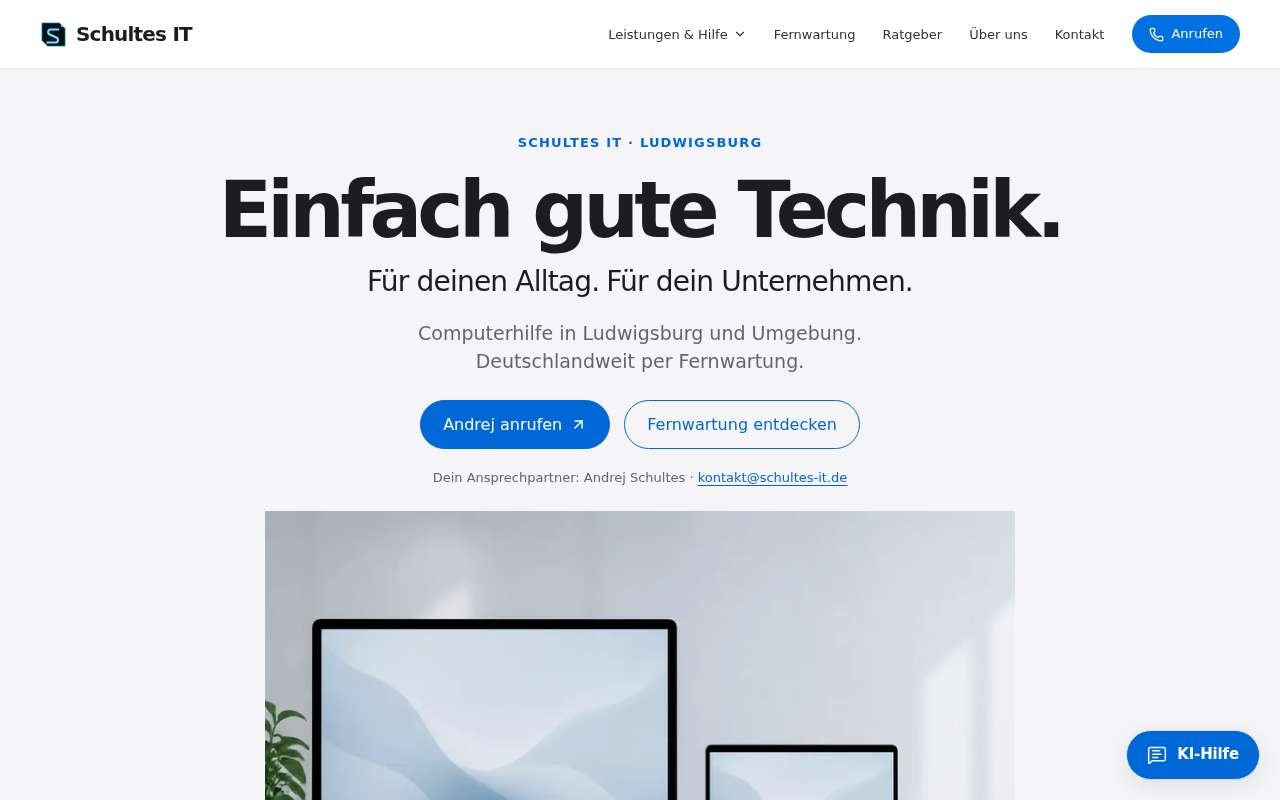 Schultes IT
Leistungen & Hilfe
Fernwartung
Ratgeber
Über uns
Kontakt
Anrufen
SCHULTES IT · LUDWIGSBURG
Einfach gute Technik.
Für deinen Alltag. Für dein Unternehmen.
Computerhilfe in Ludwigsburg und Umgebung.
Deutschlandweit per Fernwartung.
Andrej anrufen
Fernwartung entdecken
Dein Ansprechpartner: Andrej Schultes · kontakt@schultes-it.de
KI-Hilfe